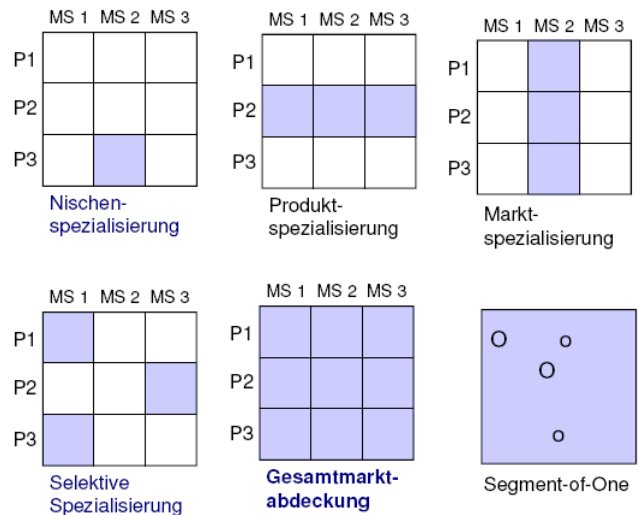 MS 1 MS 2 MS 3
P1
P2
P3
Nischen-
spezialisierung
MS 1 MS 2 MS 3
P1
P2
P3
Produkt-
spezialisierung
MS 1 MS 2 MS 3
P1
P2
P3
Markt-
spezialisierung
MS 1 MS 2 MS 3
P1
P2
P3
Selektive
Spezialisierung
MS 1 MS 2 MS 3
P1
P2
P3
Gesamtmarkt-
abdeckung
O o
O
o
Segment-of-One